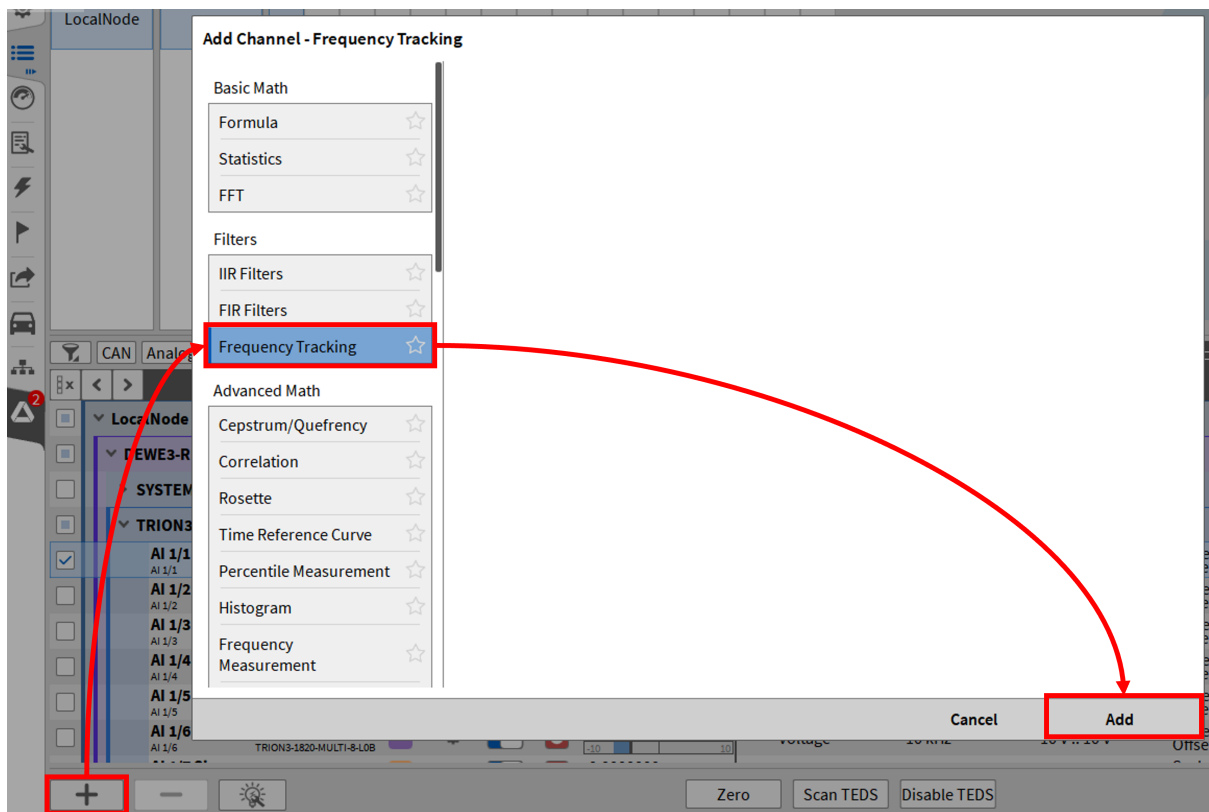 LocalNode
Add Channel - Frequency Tracking
Basic Math
Formula
Statistics
FFT
Filters
IIR Filters
FIR Filters
Frequency Tracking
CAN
Advanced Math
Cepstrum/Quefrency
Correlation
Rosette
Time Reference Curve
Percentile Measurement
Histogram
Frequency
Measurement
2
LocalNode
DEWE3-R
SYSTEM
TRION3
AI 1/1
AI 1/1
AI 1/2
AI 1/2
AI 1/3
AI 1/3
AI 1/4
AI 1/4
AI 1/5
AI 1/5
AI 1/6
AI 1/6
TRION3-1820-MULTI-8-L0B
-10
10
Cancel
Add
Offse
Zero
Scan TEDS
Disable TEDS